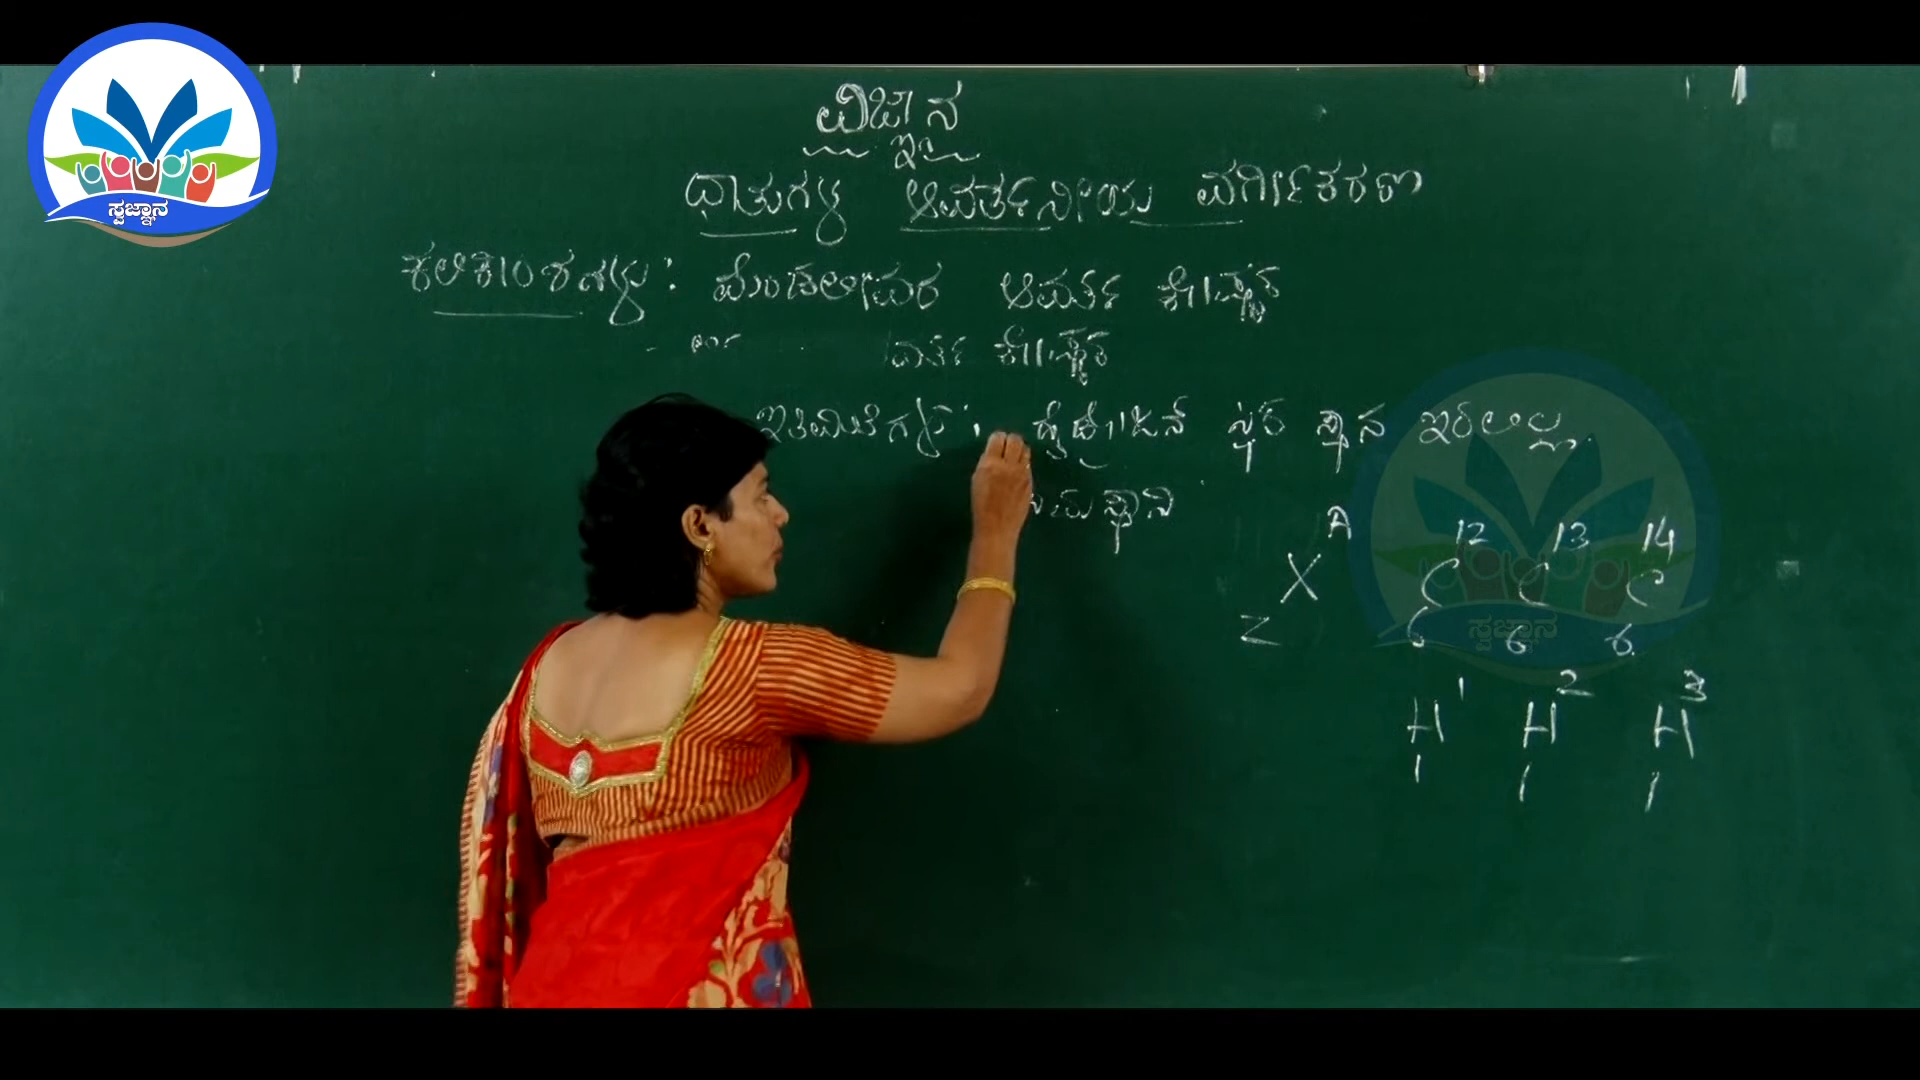 ಸ್ವಜ್ಞಾನ
ವಿಜ್ಞಾನ
ಧಾತುಗಳ ಆವರ್ತನೀಯ ವರ್ಗೀಕರಣ
ಕಲಿಕಾಂಶಗಳು : ಮೆಂಡಲೀವರ ಆವರ್ತ ಕೋಷ್ಟಕ
ಕೋಷ್ಟಕ
ಇತಿಮಿತಿಗಳು : ಹೈಡ್ರೋಜನ್ ಸ್ಥಿರ ಸ್ಥಾನ ಇರಲಿಲ್ಲ
ಸಮಸ್ಥಾನಿ
A 12 13 14
X C C C
Z 6 6 6
1 2 3
H H H
1 1 1
ಸ್ವಜ್ಞಾನ